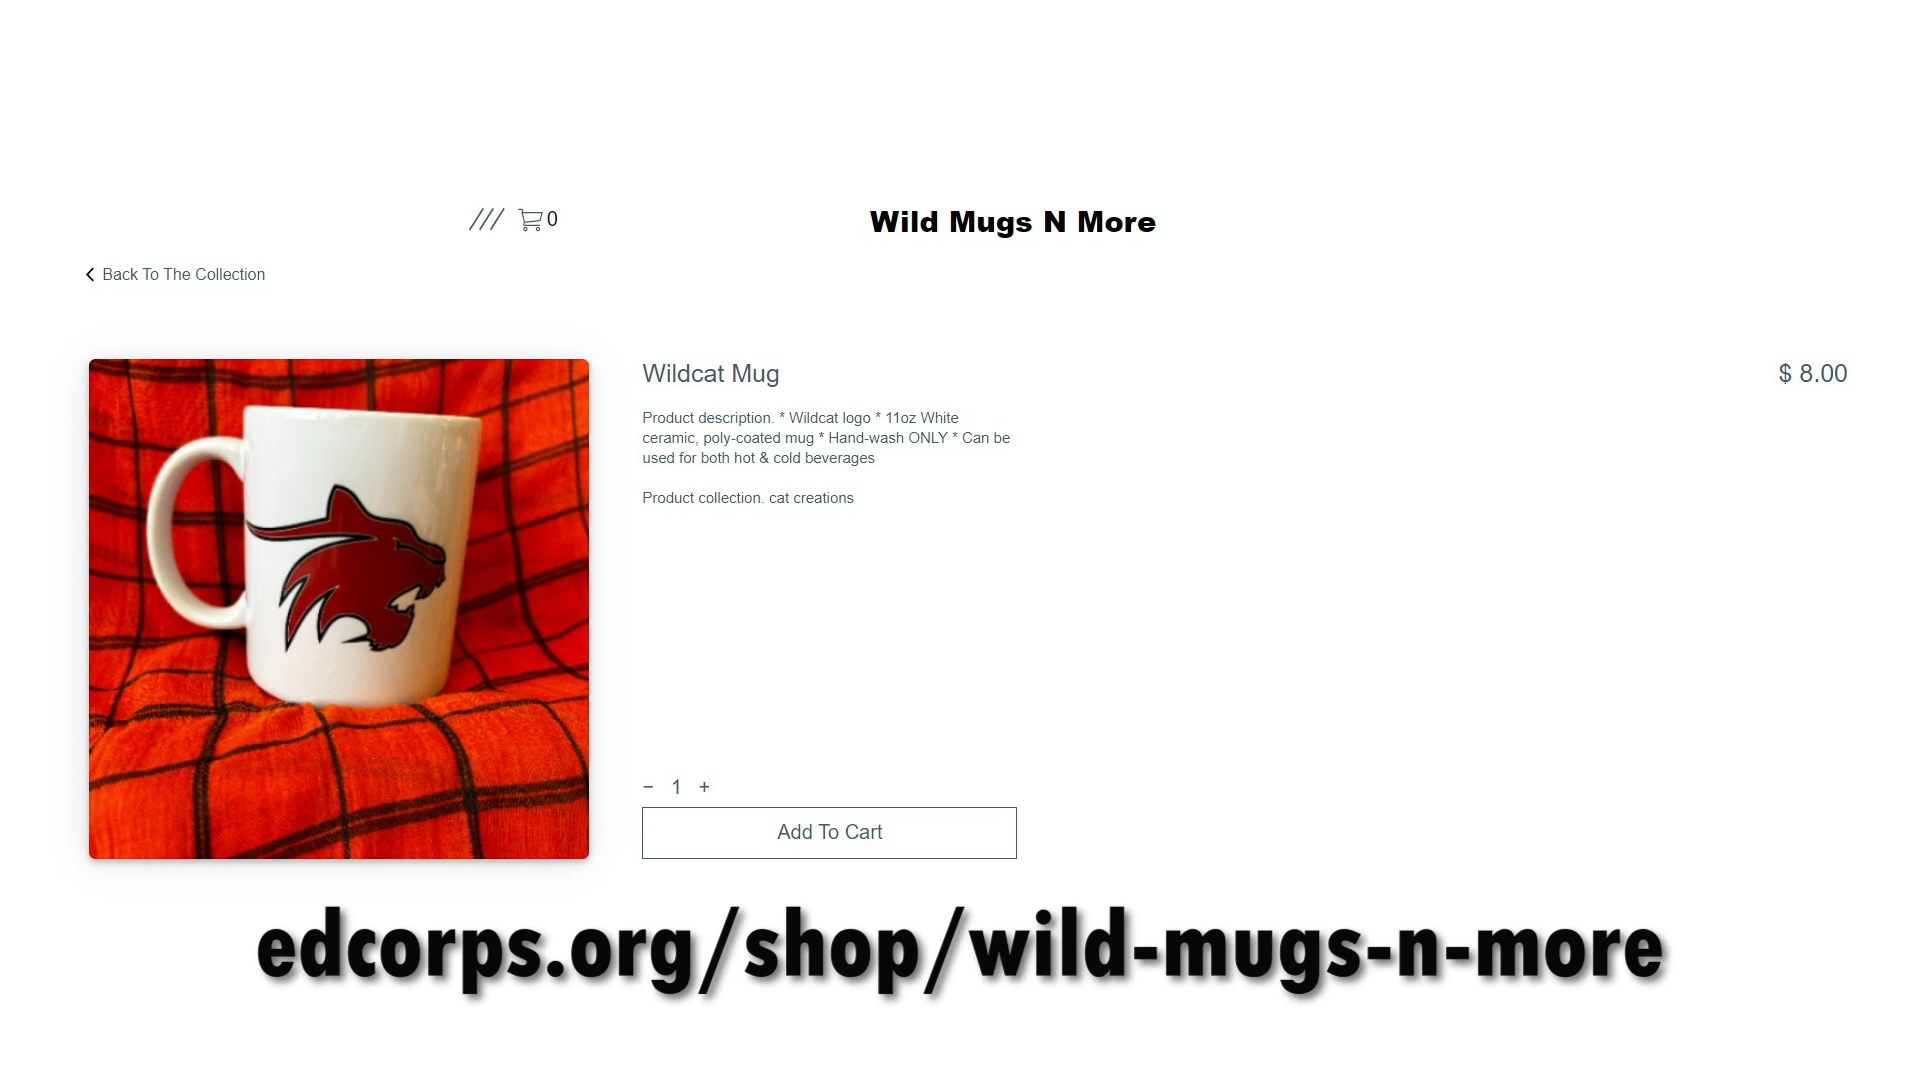 0
Wild Mugs N More
Back To The Collection
Wildcat Mug
$ 8.00
Product description. * Wildcat logo * 11oz White
ceramic, poly-coated mug * Hand-wash ONLY * Can be
used for both hot & cold beverages
Product collection. cat creations
− 1 +
Add To Cart
edcorps.org/shop/wild-mugs-n-more